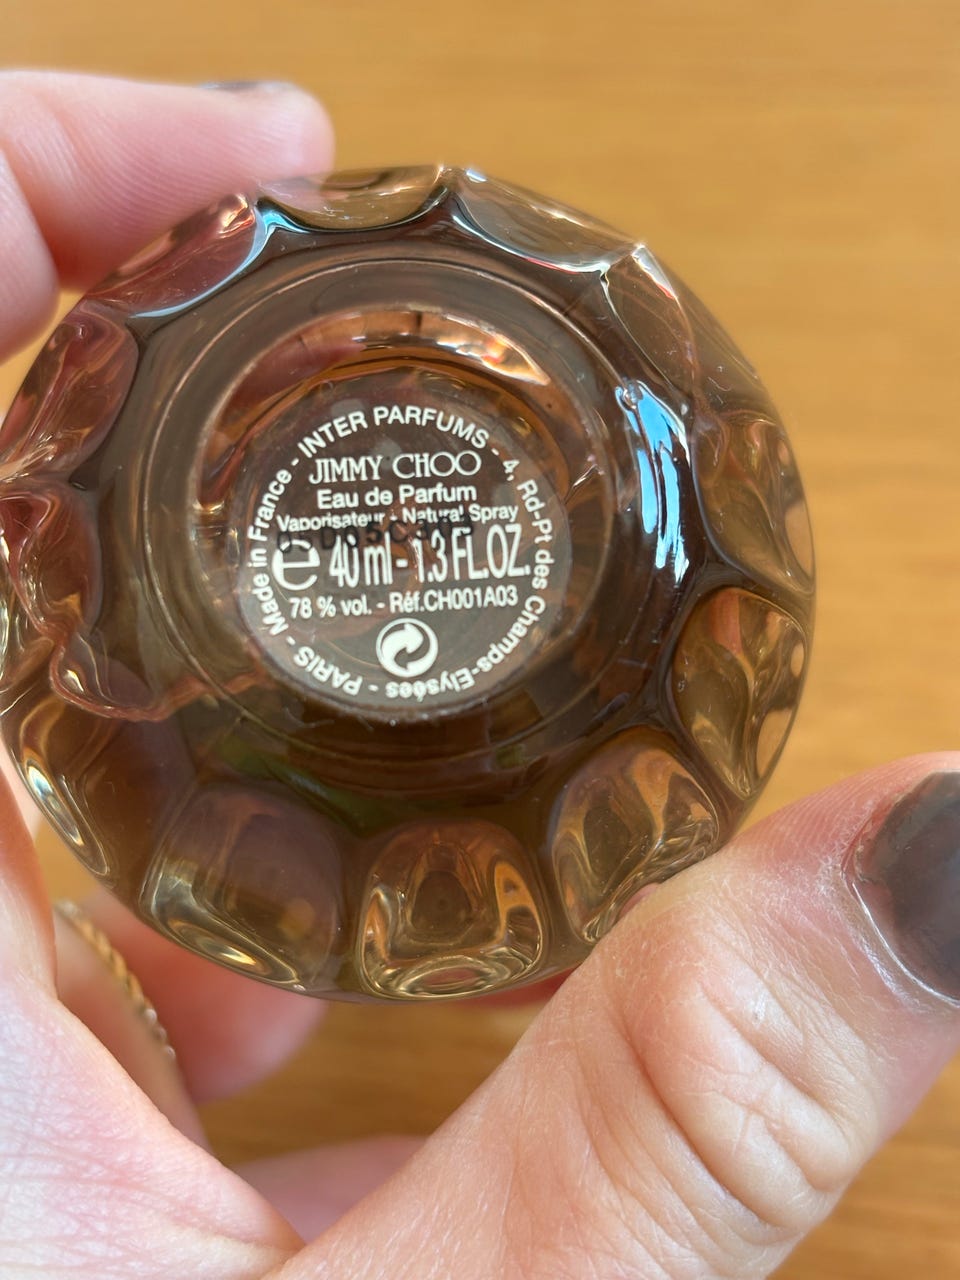 Made in France - INTER PARFUMS - 4, Rd-Pt des Champs-Elysées - PARIS -
JIMMY CHOO
Eau de Parfum
Vaporisateur - Natural Spray
e 40 ml - 1.3 FL.OZ.
78 % vol. - Réf.CH001A03